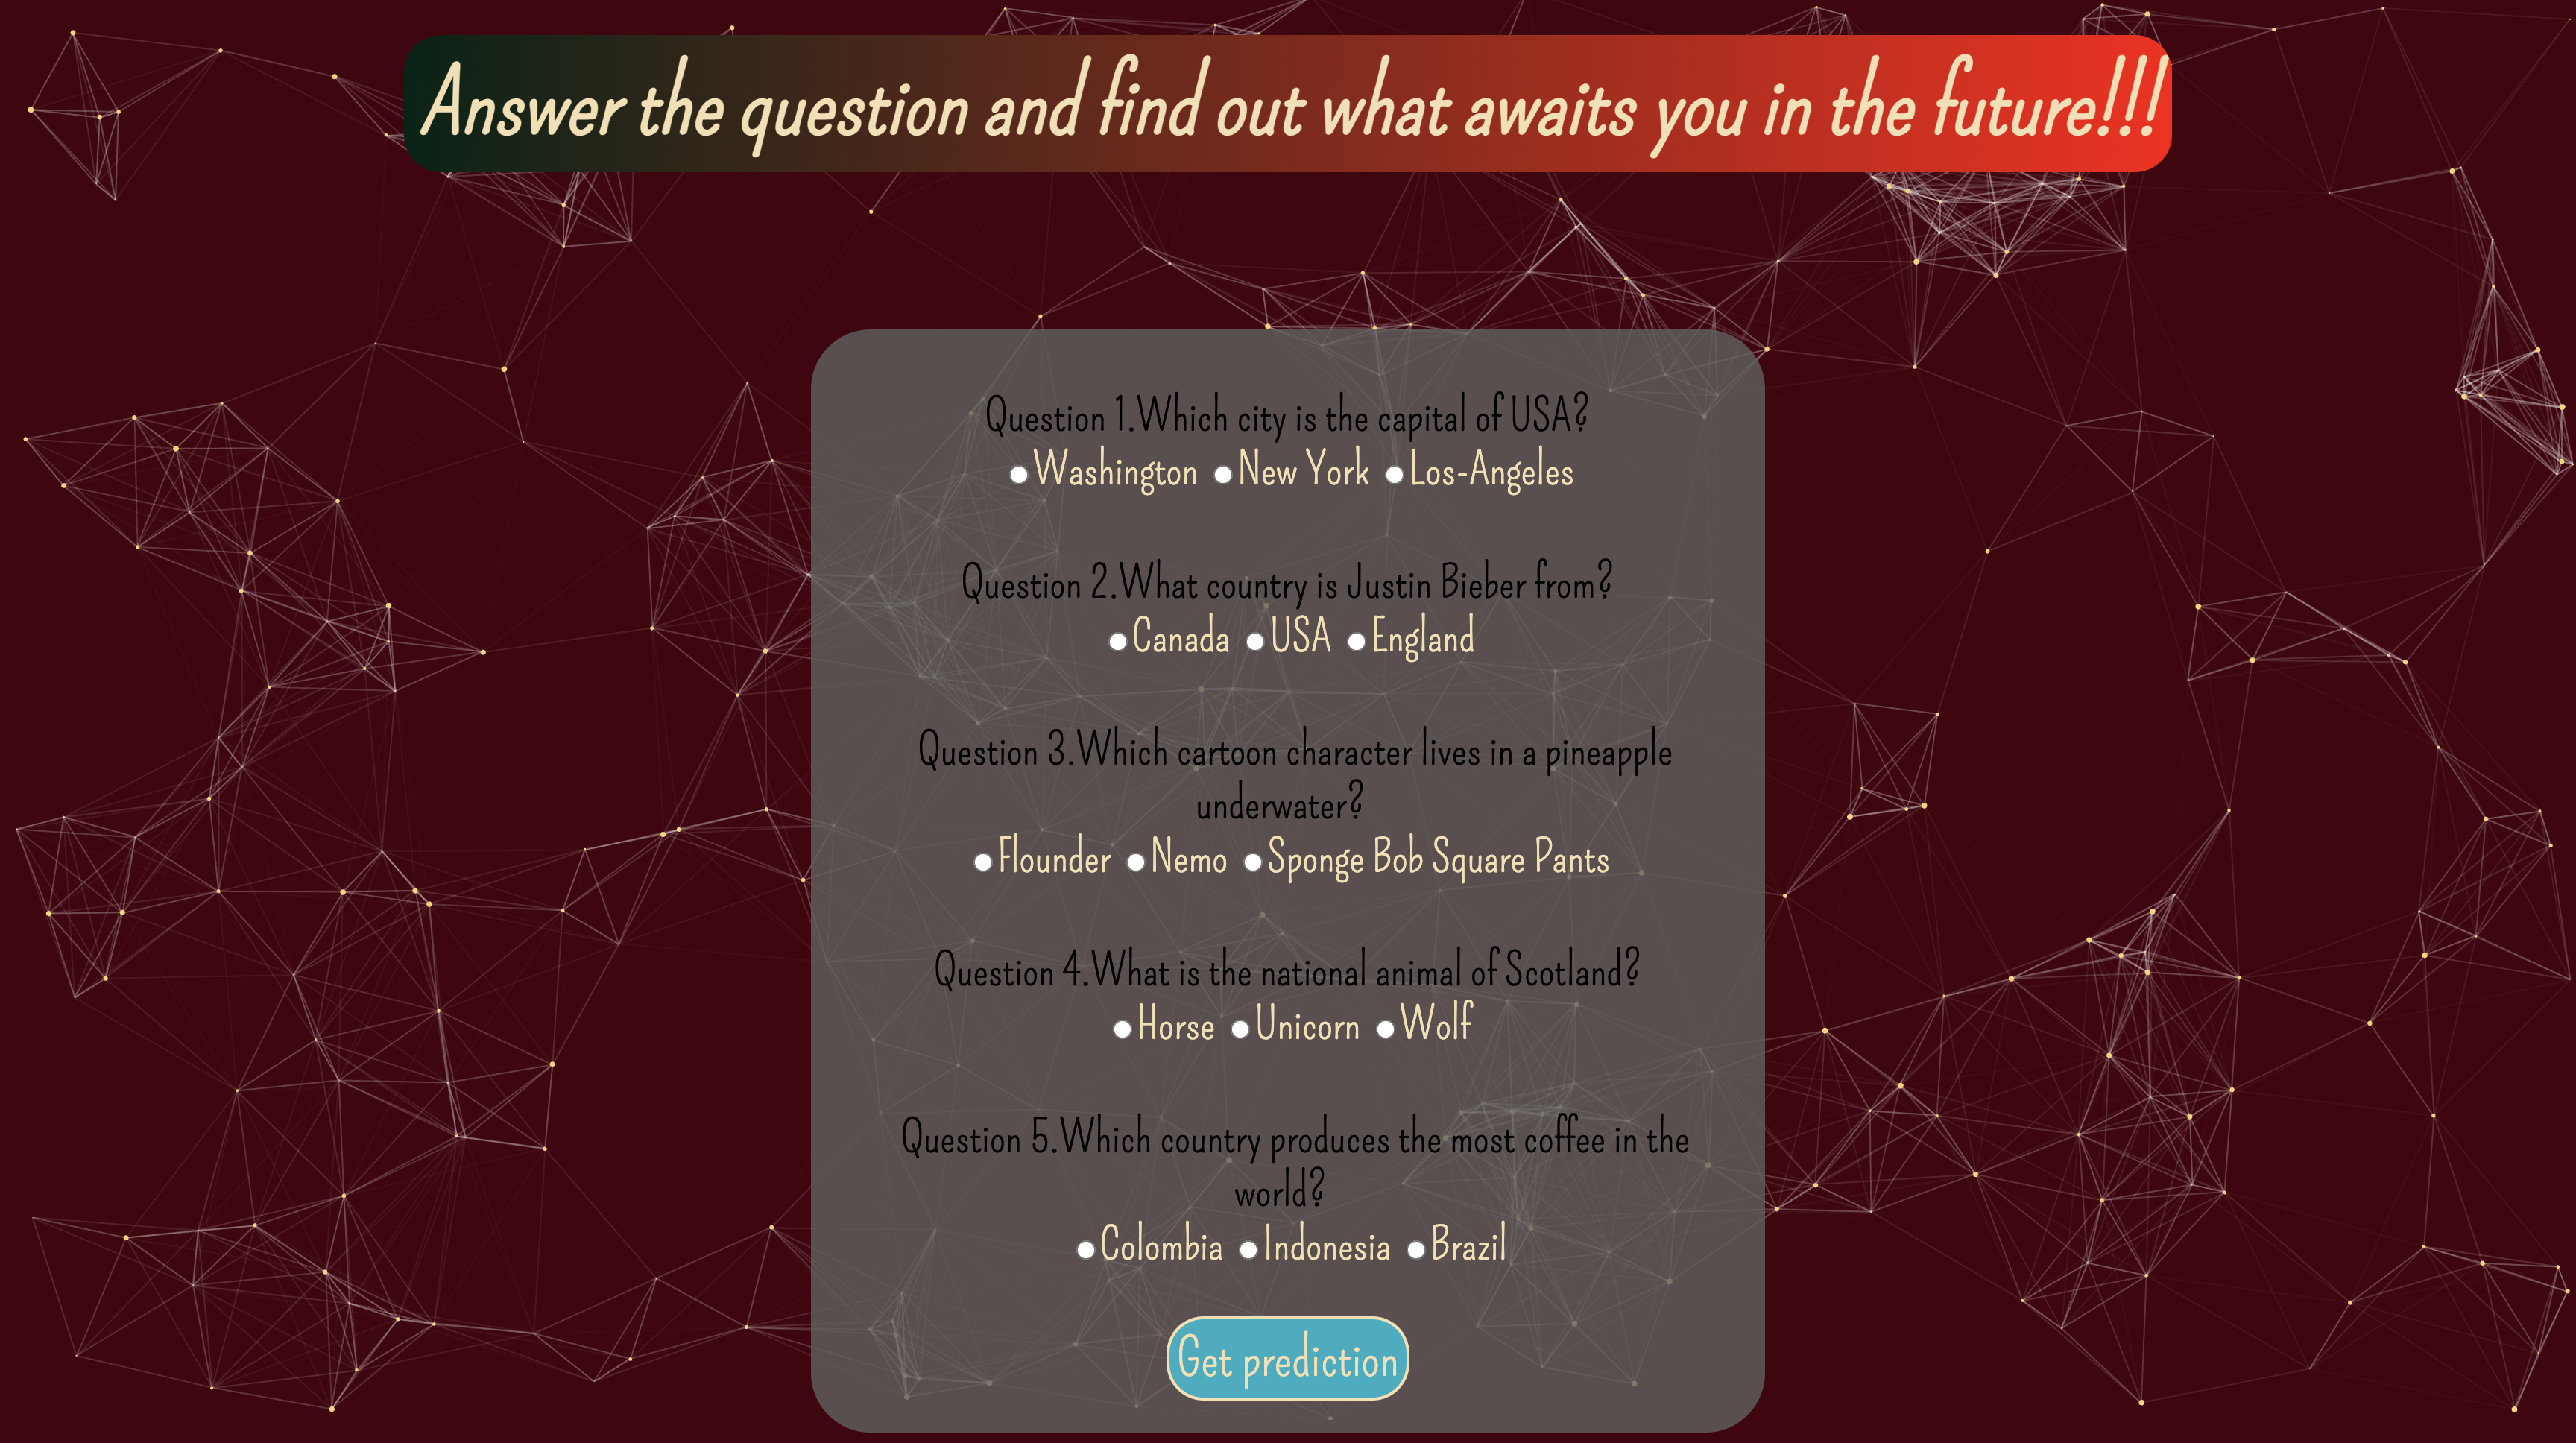 Answer the question and find out what awaits you in the future!!!
Question 1.Which city is the capital of USA?
Washington New York Los-Angeles
Question 2.What country is Justin Bieber from?
Canada USA England
Question 3.Which cartoon character lives in a pineapple
underwater?
Flounder Nemo Sponge Bob Square Pants
Question 4.What is the national animal of Scotland?
Horse Unicorn Wolf
Question 5.Which country produces the most coffee in the
world?
Colombia Indonesia Brazil
Get prediction